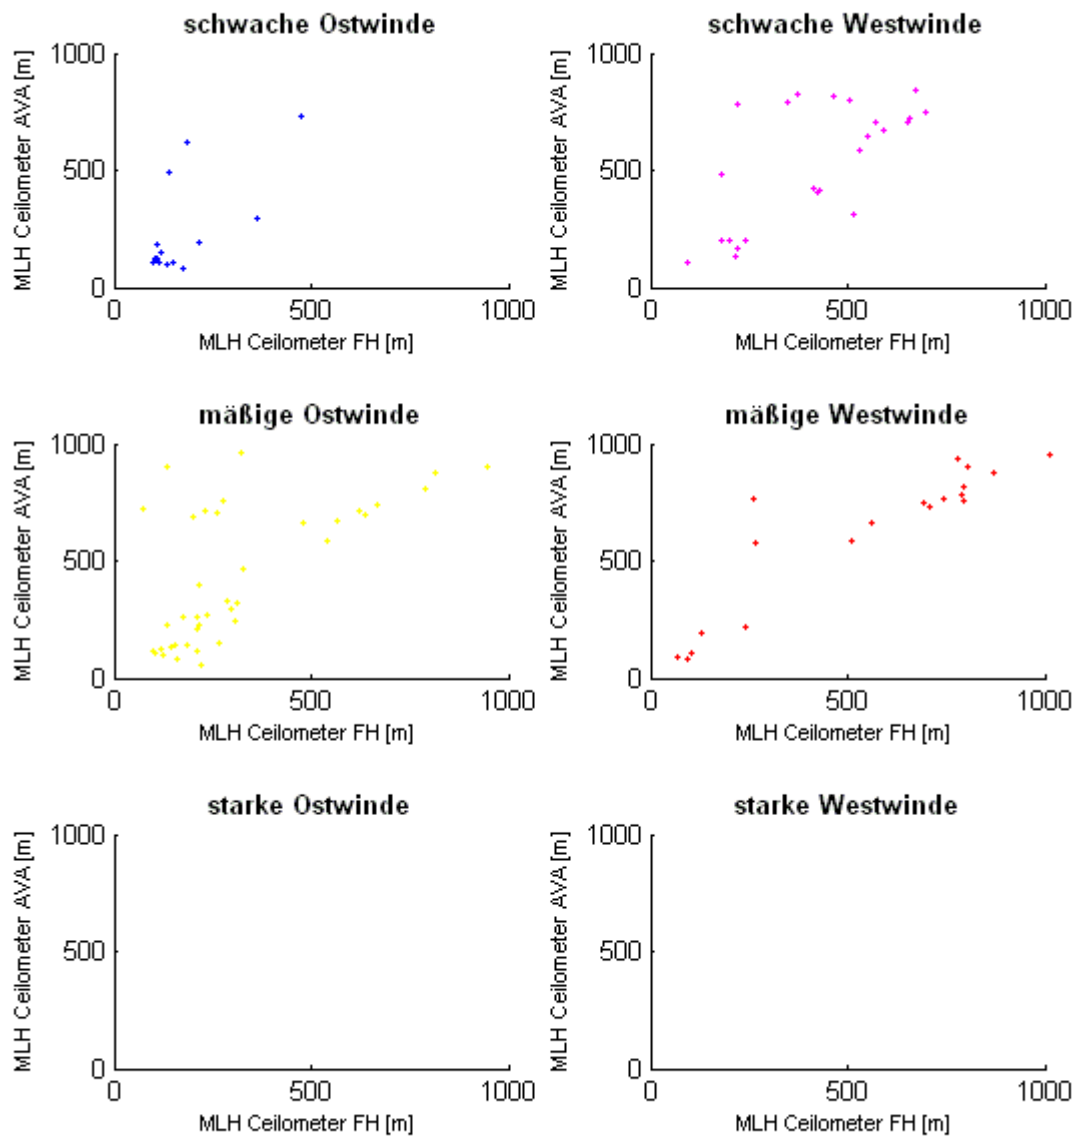 schwache Ostwinde
1000
500
0
MLH Ceilometer AVA [m]
0 500 1000
MLH Ceilometer FH [m]
schwache Westwinde
1000
500
0
MLH Ceilometer AVA [m]
0 500 1000
MLH Ceilometer FH [m]
mäßige Ostwinde
1000
500
0
MLH Ceilometer AVA [m]
0 500 1000
MLH Ceilometer FH [m]
mäßige Westwinde
1000
500
0
MLH Ceilometer AVA [m]
0 500 1000
MLH Ceilometer FH [m]
starke Ostwinde
1000
500
0
MLH Ceilometer AVA [m]
0 500 1000
MLH Ceilometer FH [m]
starke Westwinde
1000
500
0
MLH Ceilometer AVA [m]
0 500 1000
MLH Ceilometer FH [m]